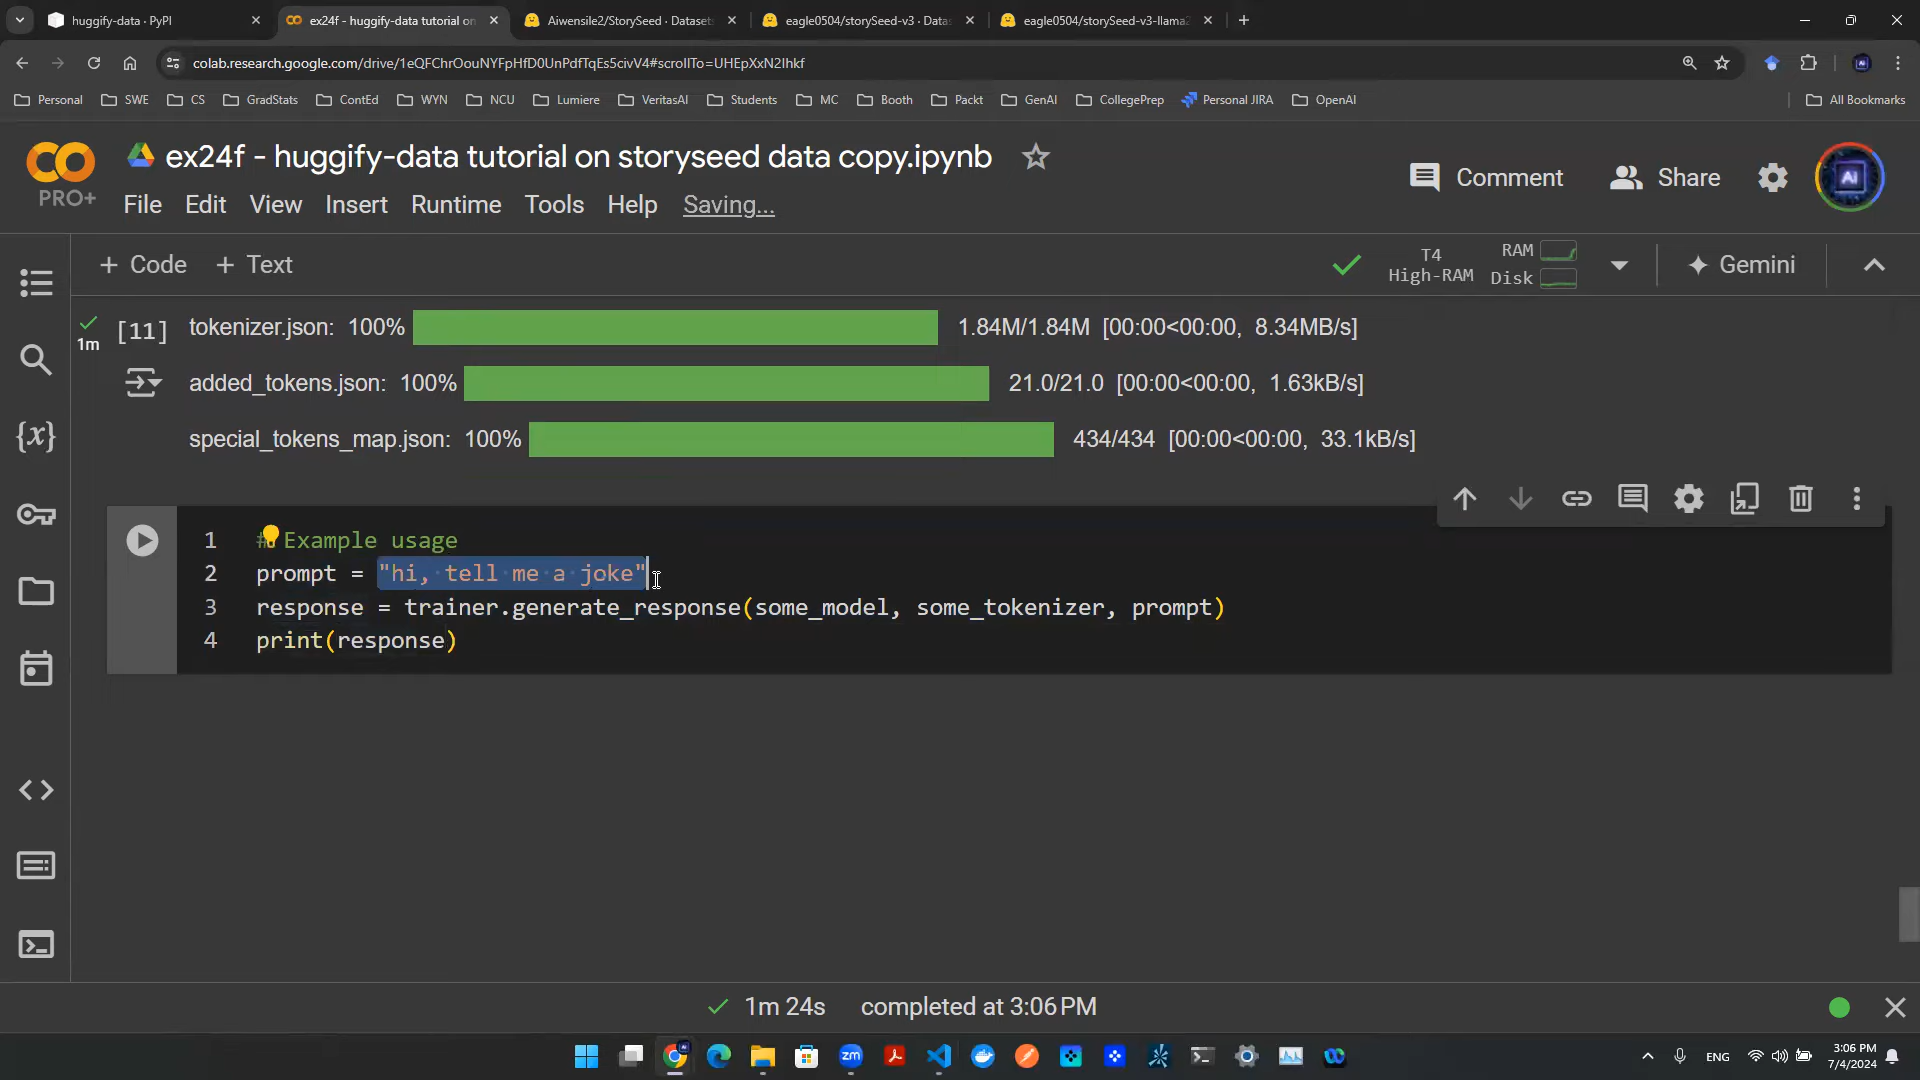 huggify-data · PyPI
ex24f - huggify-data tutorial on
Aiwensile2/StorySeed · Datasets
eagle0504/storySeed-v3 · Data
eagle0504/storySeed-v3-llama2
colab.research.google.com/drive/1eQFChrOouNYFpHfD0UnPdfTqEs5civV4#scrollTo=UHEpXxN2Ihkf
Personal SWE CS GradStats ContEd WYN NCU Lumiere VeritasAI Students MC Booth Packt GenAI CollegePrep Personal JIRA OpenAI All Bookmarks
ex24f - huggify-data tutorial on storyseed data copy.ipynb
PRO+
File Edit View Insert Runtime Tools Help Saving...
Comment Share
Ai
+ Code + Text
T4
High-RAM
RAM
Disk
Gemini
1m
[11]
tokenizer.json: 100% 1.84M/1.84M [00:00<00:00, 8.34MB/s]
added_tokens.json: 100% 21.0/21.0 [00:00<00:00, 1.63kB/s]
special_tokens_map.json: 100% 434/434 [00:00<00:00, 33.1kB/s]
1 # Example usage
2 prompt = "hi, tell me a joke"
3 response = trainer.generate_response(some_model, some_tokenizer, prompt)
4 print(response)
{x}
1m 24s completed at 3:06 PM
zm
ENG
3:06 PM
7/4/2024